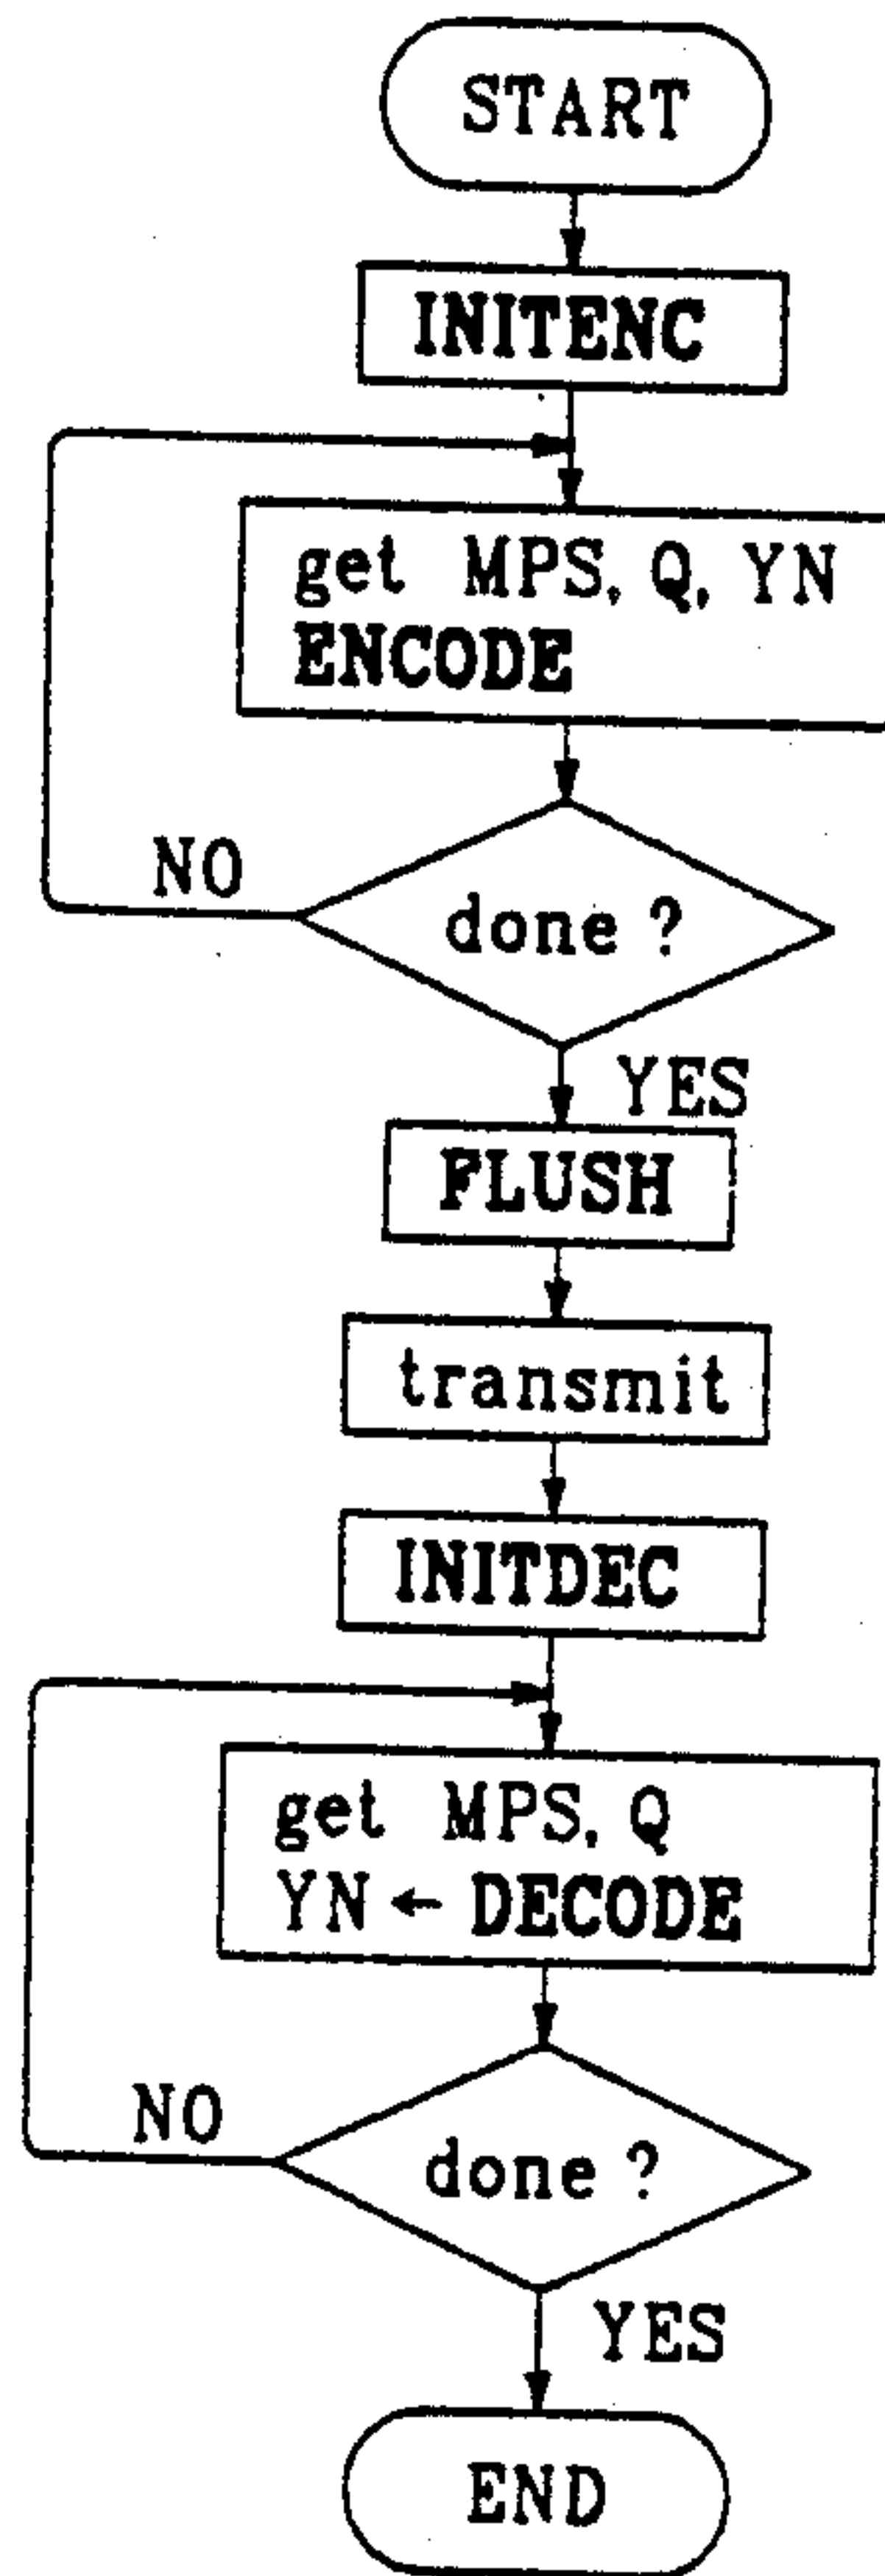 START
INITENC
get MPS, Q, YN
ENCODE
NO
done ?
YES
FLUSH
transmit
INITDEC
get MPS, Q
YN ← DECODE
NO
done ?
YES
END